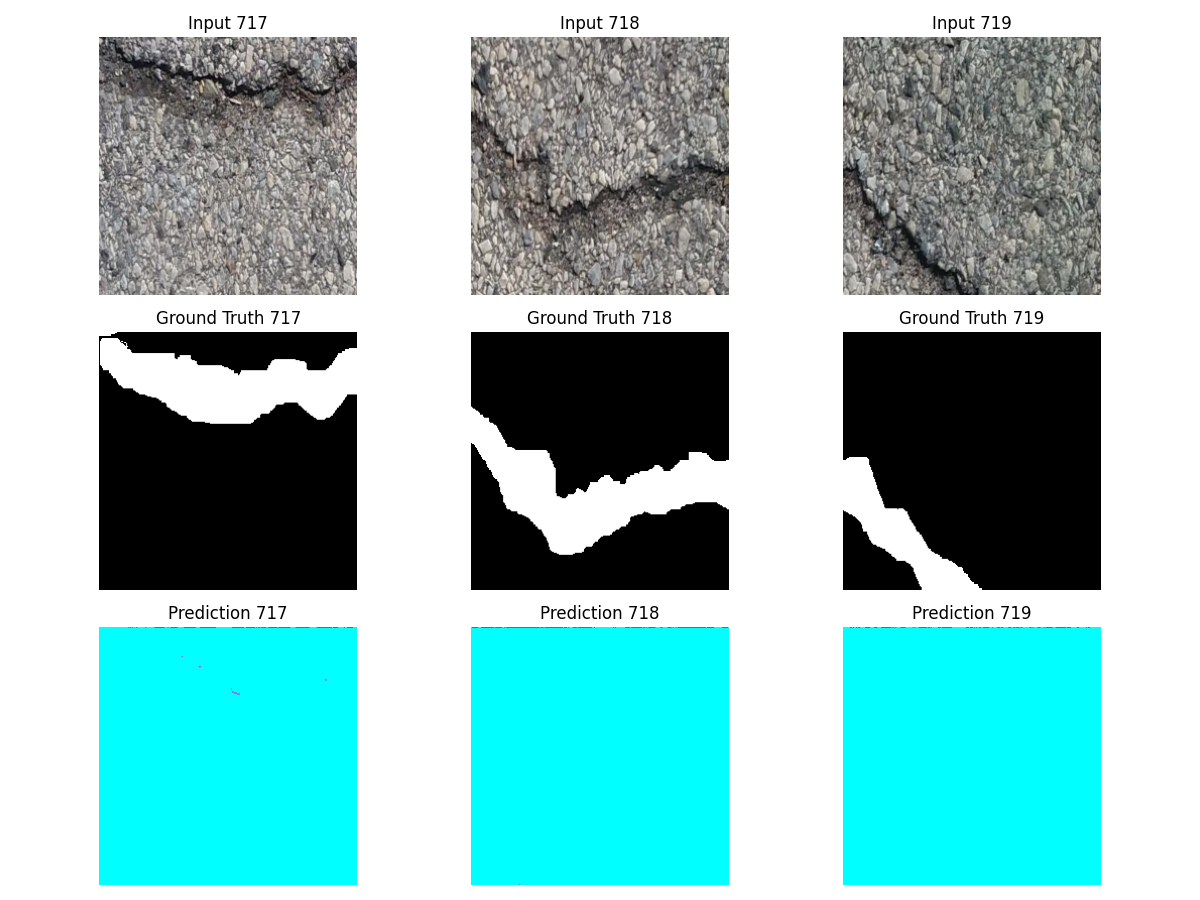 Input 717
Input 718
Input 719
Ground Truth 717
Ground Truth 718
Ground Truth 719
Prediction 717
Prediction 718
Prediction 719